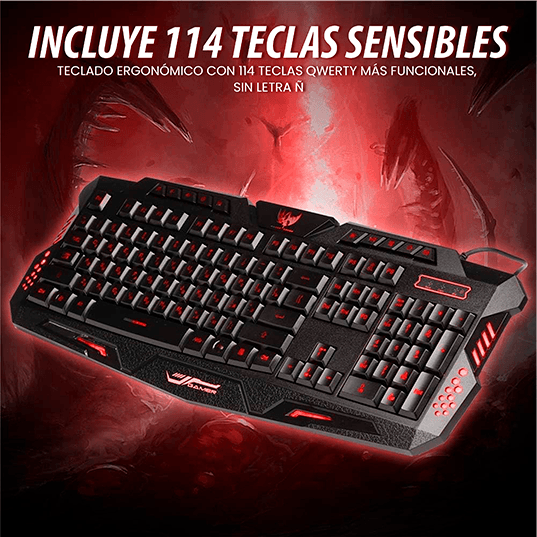 INCLUYE 114 TECLAS SENSIBLES
TECLADO ERGONÓMICO CON 114 TECLAS QWERTY MÁS FUNCIONALES,
SIN LETRA Ñ
GAMER